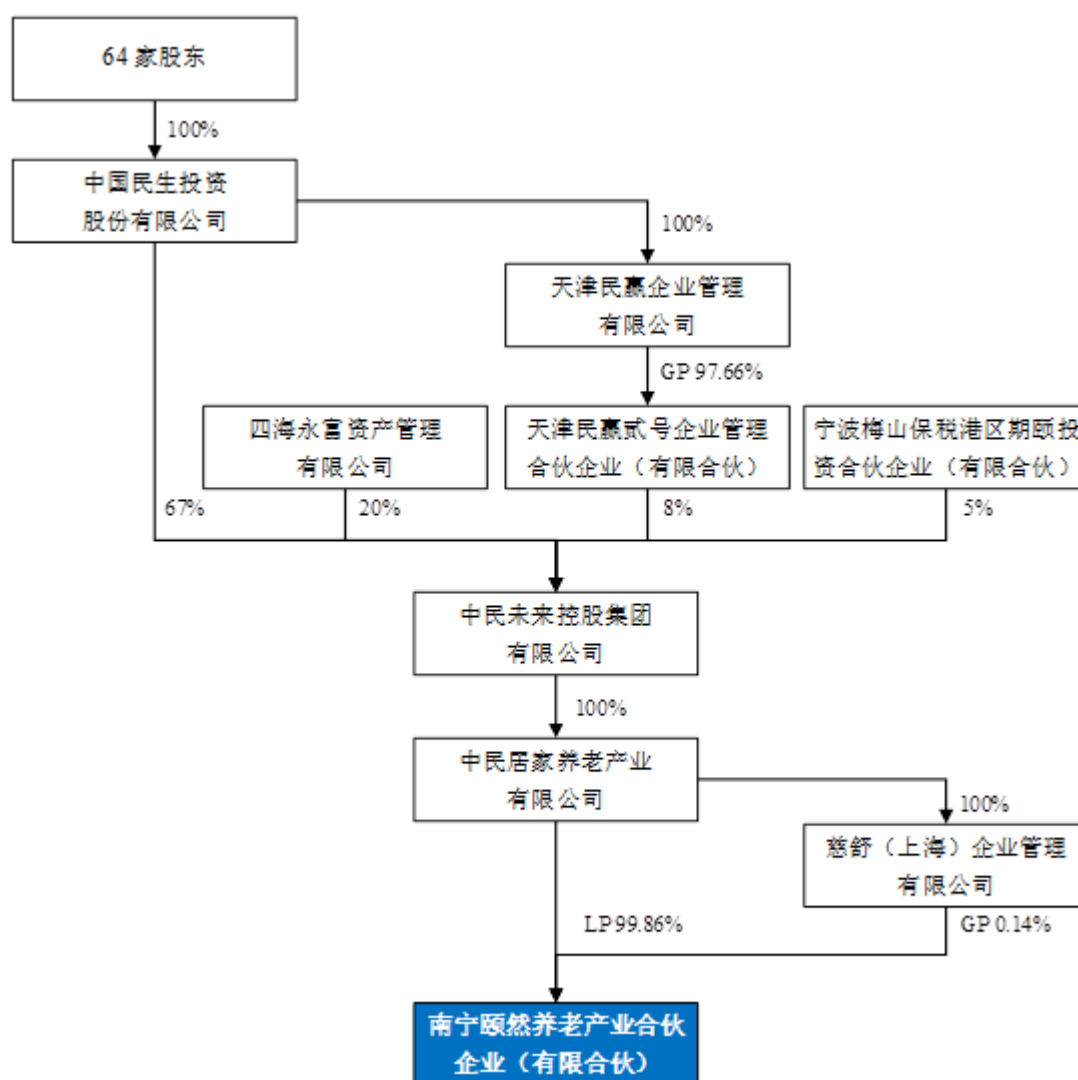 64 家股东
100%
中国民生投资
股份有限公司
100%
天津民赢企业管理
有限公司
GP 97.66%
四海永富资产管理
有限公司
天津民赢贰号企业管理
合伙企业（有限合伙）
宁波梅山保税港区期颐投
资合伙企业（有限合伙）
67%
20%
8%
5%
中民未来控股集团
有限公司
100%
中民居家养老产业
有限公司
100%
慈舒（上海）企业管理
有限公司
LP 99.86%
GP 0.14%
南宁颐然养老产业合伙
企业（有限合伙）